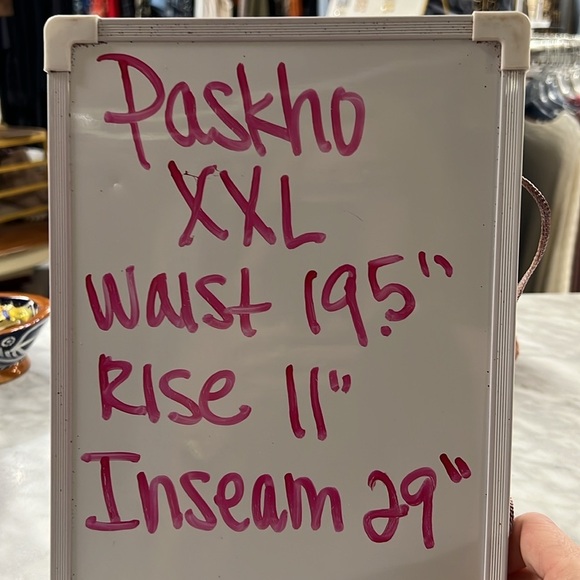 Paskho
XXL
Waist 19.5"
Rise 11"
Inseam 29"